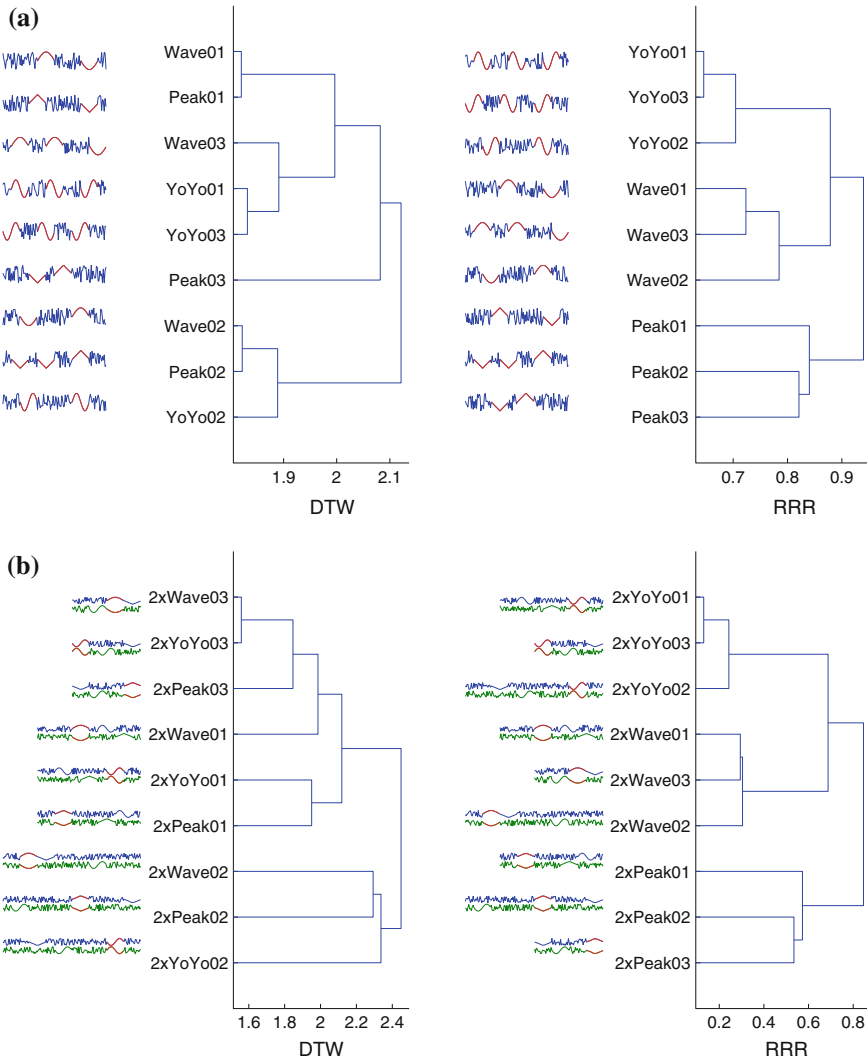 (a)
Wave01
Peak01
Wave03
YoYo01
YoYo03
Peak03
Wave02
Peak02
YoYo02
1.9 2 2.1
DTW
YoYo01
YoYo03
YoYo02
Wave01
Wave03
Wave02
Peak01
Peak02
Peak03
0.7 0.8 0.9
RRR
(b)
2xWave03
2xYoYo03
2xPeak03
2xWave01
2xYoYo01
2xPeak01
2xWave02
2xPeak02
2xYoYo02
1.6 2 2.2 2.4
DTW
2xYoYo01
2xYoYo03
2xYoYo02
2xWave01
2xWave03
2xWave02
2xPeak01
2xPeak02
2xPeak03
0.2 0.4 0.6 0.8
RRR